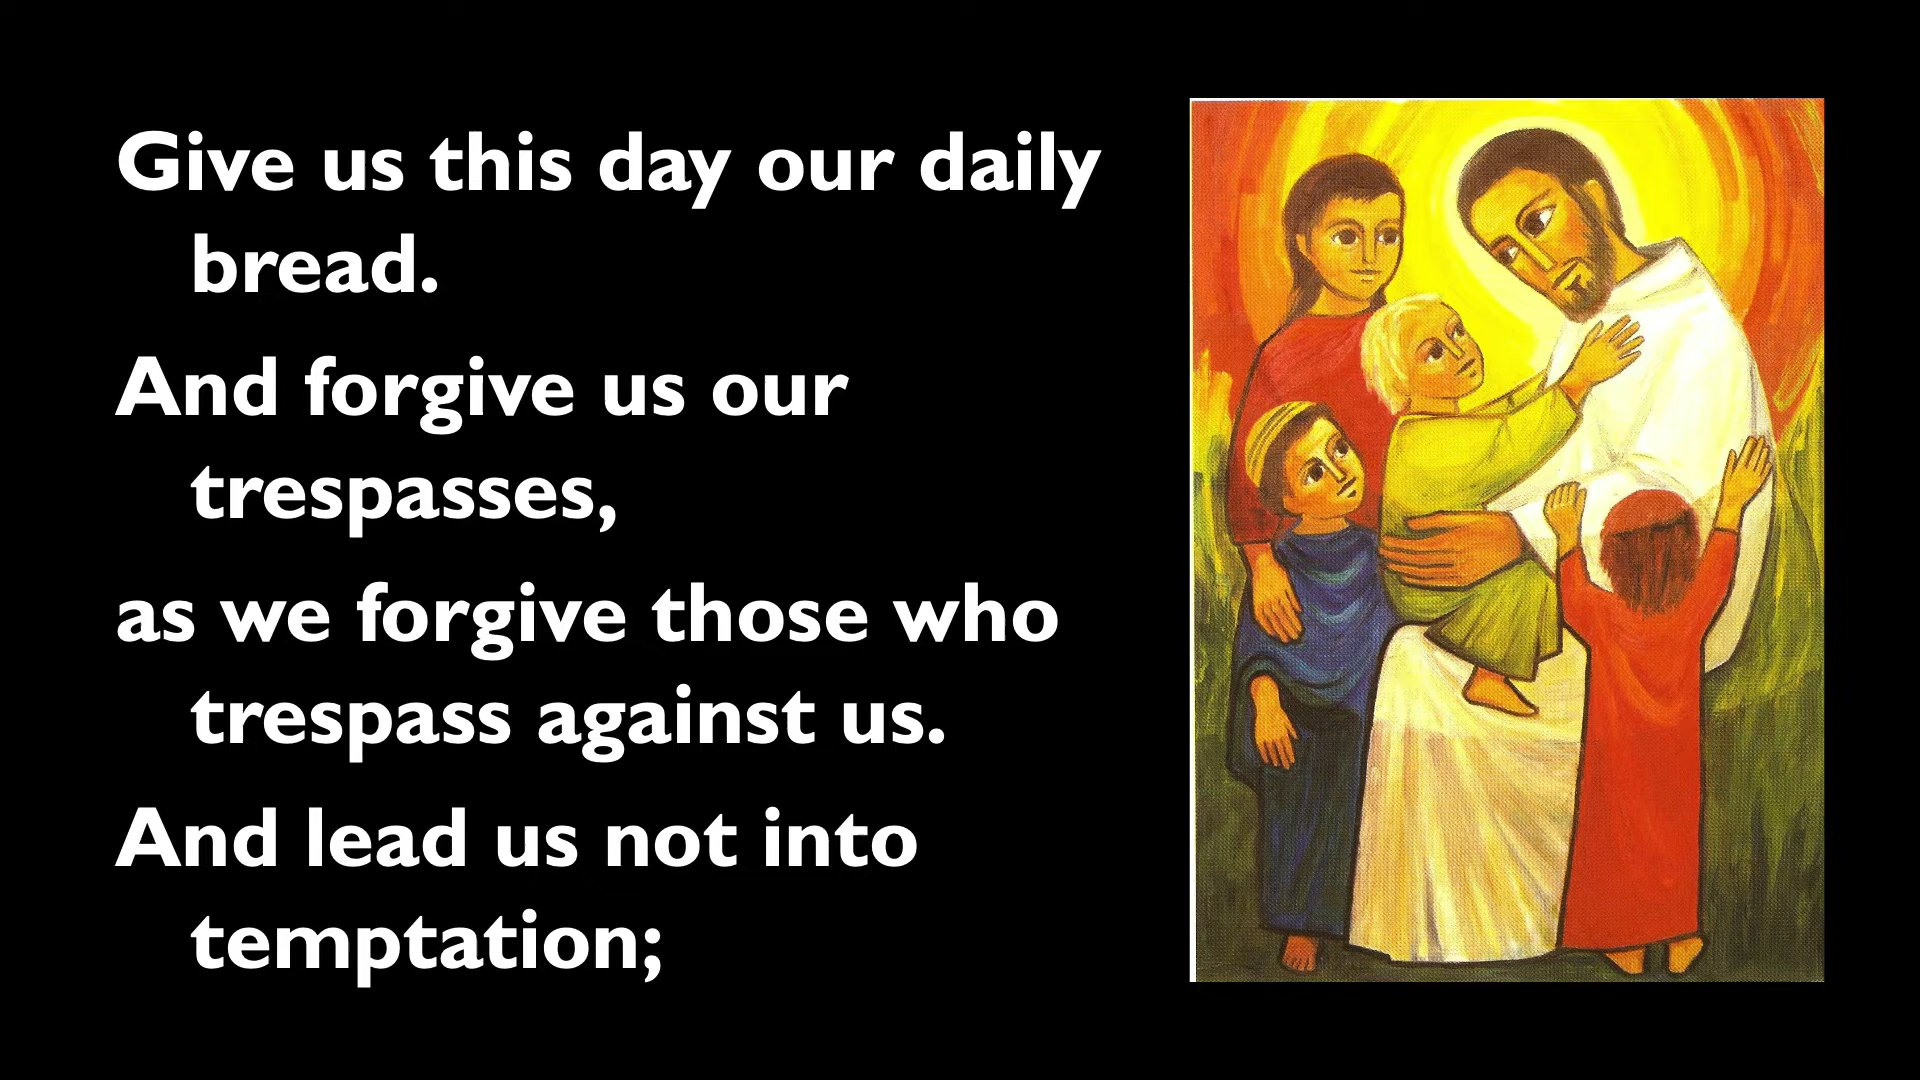 Give us this day our daily
bread.
And forgive us our
trespasses,
as we forgive those who
trespass against us.
And lead us not into
temptation;